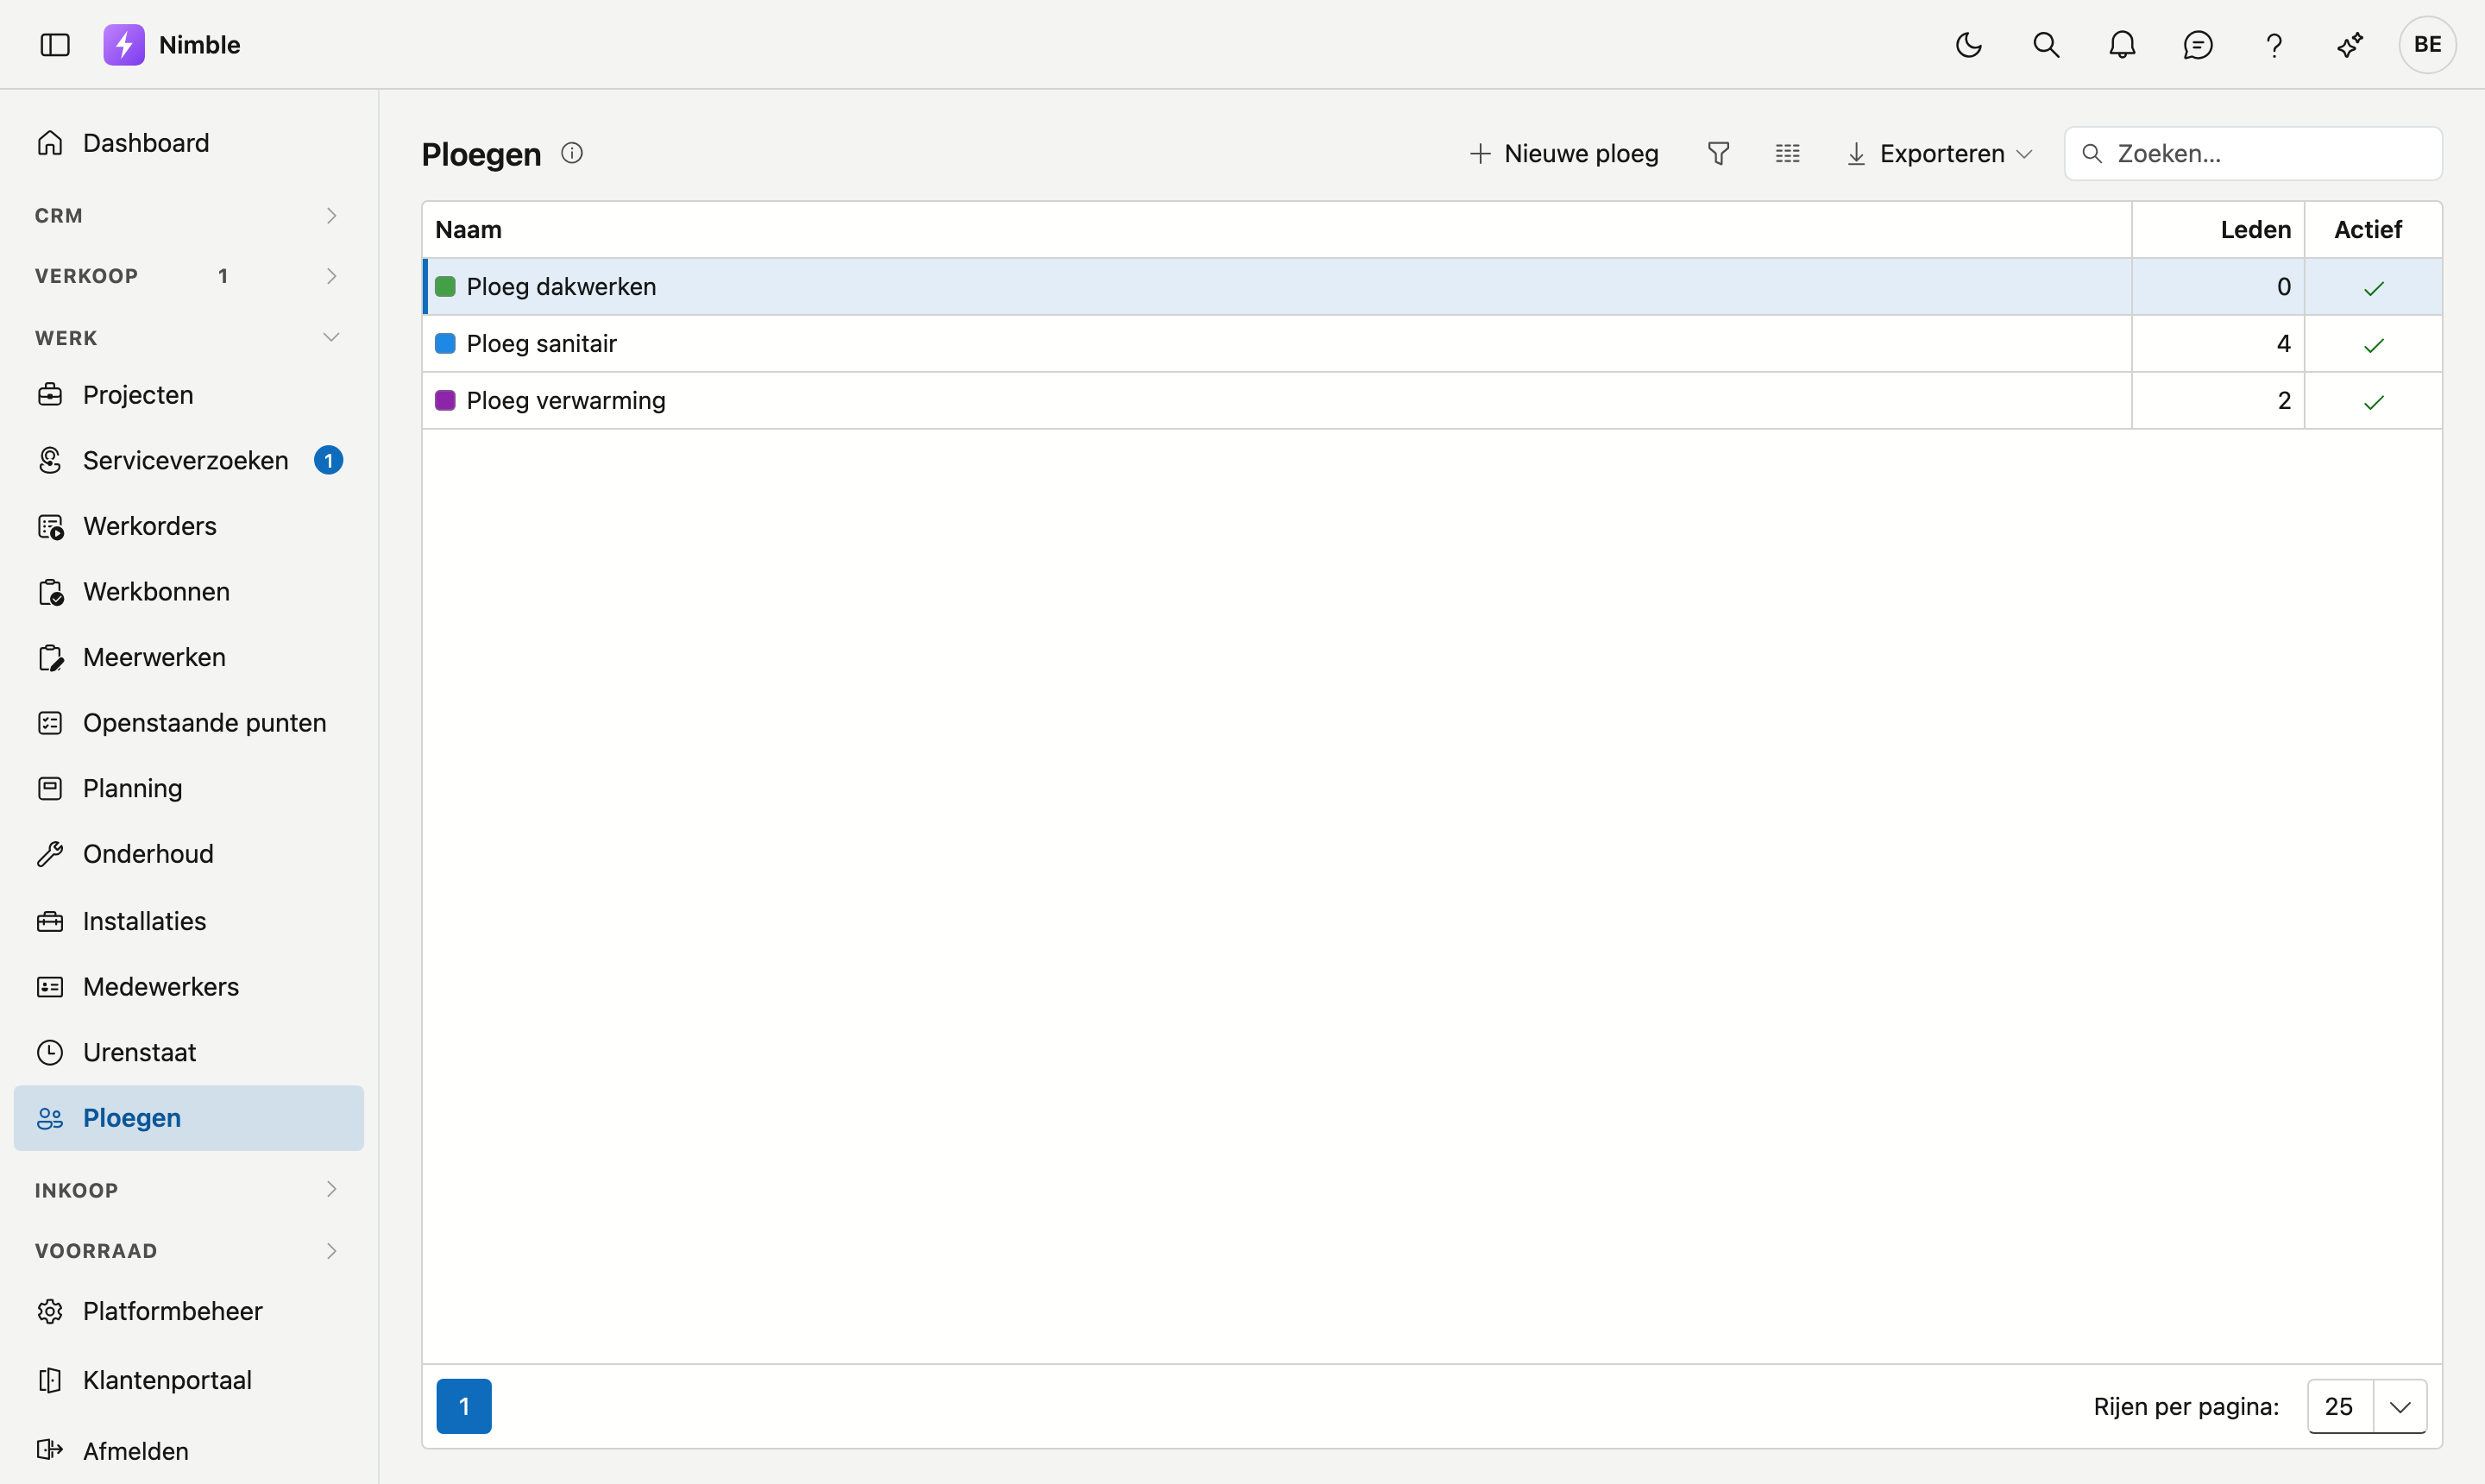 Nimble
BE
Dashboard
CRM
VERKOOP 1
WERK
Projecten
Serviceverzoeken 1
Werkorders
Werkbonnen
Meerwerken
Openstaande punten
Planning
Onderhoud
Installaties
Medewerkers
Urenstaat
Ploegen
INKOOP
VOORRAAD
Platformbeheer
Klantenportaal
Afmelden
Ploegen
Nieuwe ploeg
Exporteren
Zoeken...
Naam Leden Actief
Ploeg dakwerken 0
Ploeg sanitair 4
Ploeg verwarming 2
1
Rijen per pagina: 25